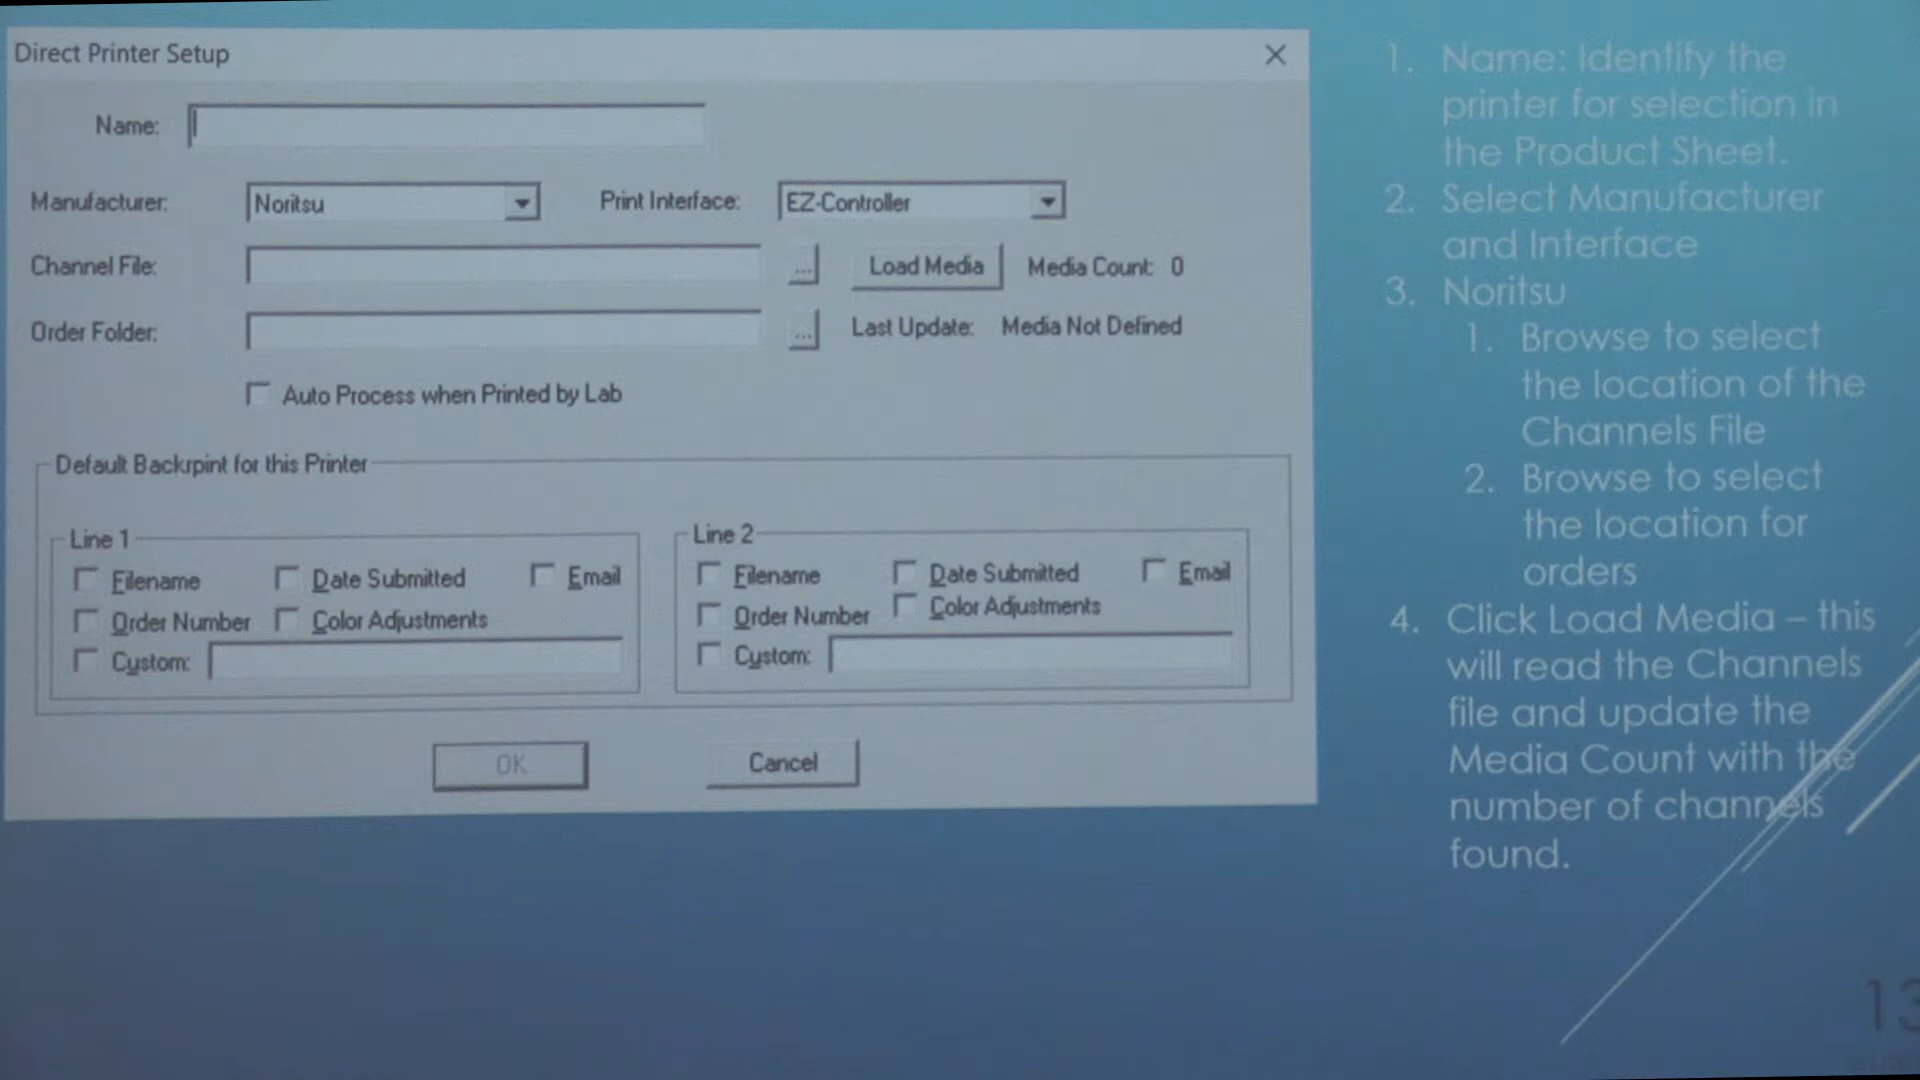 Direct Printer Setup
Name:
Manufacturer: Noritsu Print Interface: EZ-Controller
Channel File: ... Load Media Media Count: 0
Order Folder: ... Last Update: Media Not Defined
Auto Process when Printed by Lab
Default Backrpint for this Printer
Line 1
Filename Date Submitted Email
Order Number Color Adjustments
Custom:
Line 2
Filename Date Submitted Email
Order Number Color Adjustments
Custom:
OK Cancel
1. Name: Identify the
printer for selection in
the Product Sheet.
2. Select Manufacturer
and Interface
3. Noritsu
1. Browse to select
the location of the
Channels File
2. Browse to select
the location for
orders
4. Click Load Media – this
will read the Channels
file and update the
Media Count with the
number of channels
found.
13